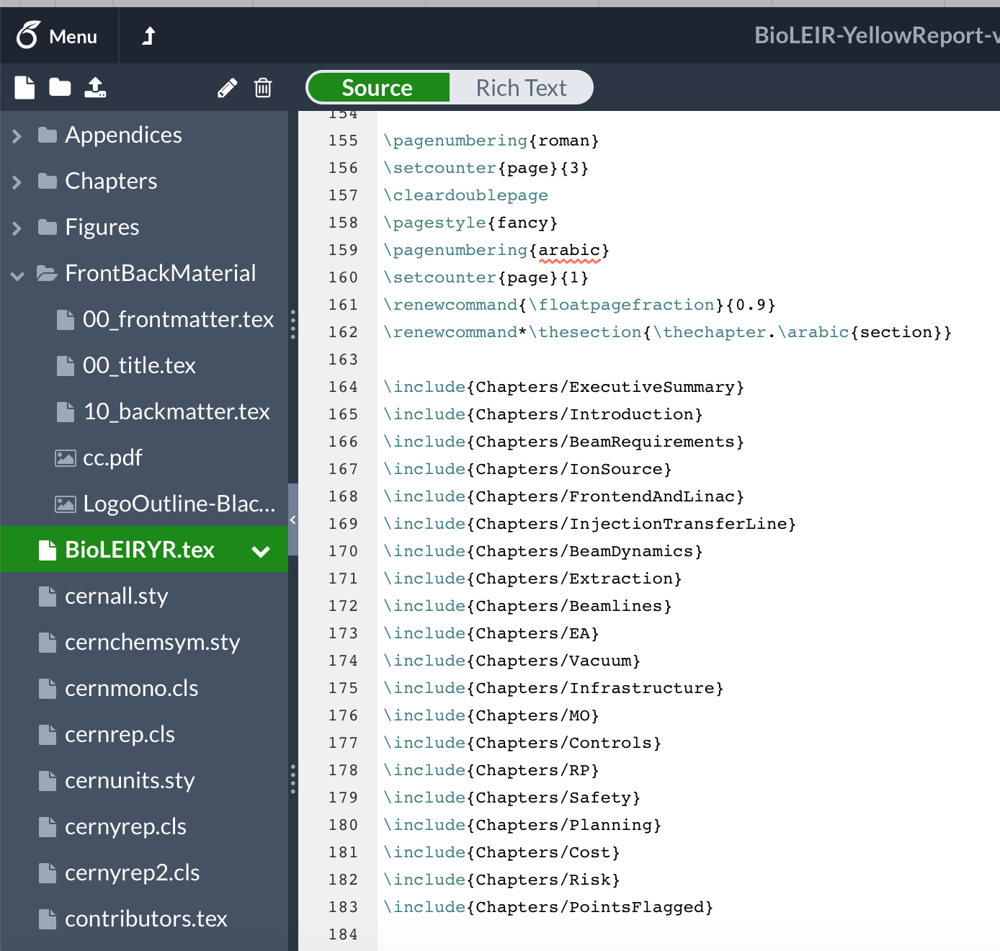 Menu
BioLEIR-YellowReport-v
Source
Rich Text
Appendices
Chapters
Figures
FrontBackMaterial
00_frontmatter.tex
00_title.tex
10_backmatter.tex
cc.pdf
LogoOutline-Blac...
BioLEIRYR.tex
cernall.sty
cernchemsym.sty
cernmono.cls
cernrep.cls
cernunits.sty
cernyrep.cls
cernyrep2.cls
contributors.tex
154
155 \pagenumbering{roman}
156 \setcounter{page}{3}
157 \cleardoublepage
158 \pagestyle{fancy}
159 \pagenumbering{arabic}
160 \setcounter{page}{1}
161 \renewcommand{\floatpagefraction}{0.9}
162 \renewcommand*\thesection{\thechapter.\arabic{section}}
163
164 \include{Chapters/ExecutiveSummary}
165 \include{Chapters/Introduction}
166 \include{Chapters/BeamRequirements}
167 \include{Chapters/IonSource}
168 \include{Chapters/FrontendAndLinac}
169 \include{Chapters/InjectionTransferLine}
170 \include{Chapters/BeamDynamics}
171 \include{Chapters/Extraction}
172 \include{Chapters/Beamlines}
173 \include{Chapters/EA}
174 \include{Chapters/Vacuum}
175 \include{Chapters/Infrastructure}
176 \include{Chapters/MO}
177 \include{Chapters/Controls}
178 \include{Chapters/RP}
179 \include{Chapters/Safety}
180 \include{Chapters/Planning}
181 \include{Chapters/Cost}
182 \include{Chapters/Risk}
183 \include{Chapters/PointsFlagged}
184